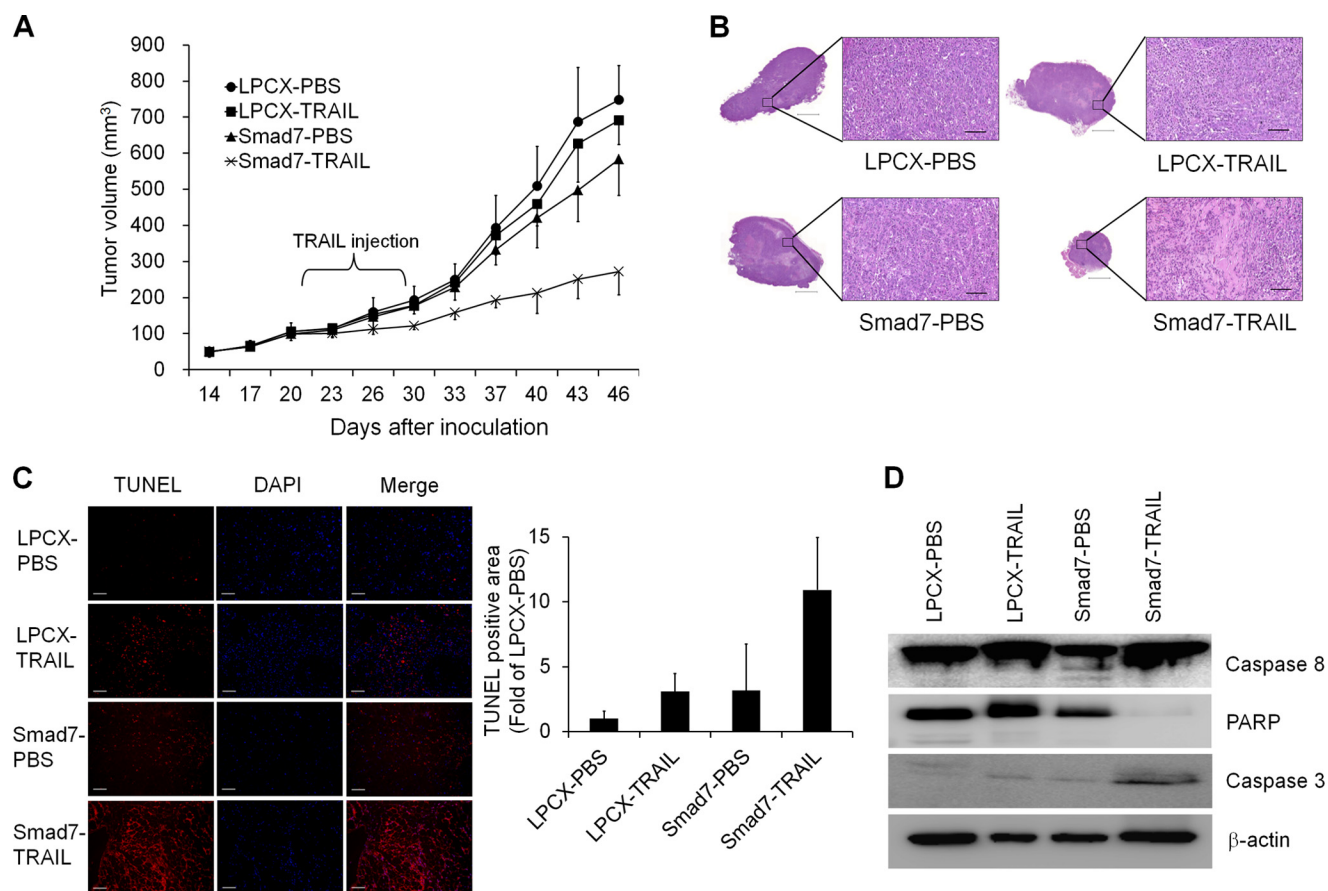 A
Tumor volume (mm³)
900
800
700
600
500
400
300
200
100
0
LPCX-PBS
LPCX-TRAIL
Smad7-PBS
Smad7-TRAIL
TRAIL injection
14 17 20 23 26 30 33 37 40 43 46
Days after inoculation
B
LPCX-PBS
LPCX-TRAIL
Smad7-PBS
Smad7-TRAIL
C
TUNEL DAPI Merge
LPCX-
PBS
LPCX-
TRAIL
Smad7-
PBS
Smad7-
TRAIL
TUNEL positive area
(Fold of LPCX-PBS)
15
10
5
0
LPCX-PBS
LPCX-TRAIL
Smad7-PBS
Smad7-TRAIL
D
LPCX-PBS
LPCX-TRAIL
Smad7-PBS
Smad7-TRAIL
Caspase 8
PARP
Caspase 3
β-actin